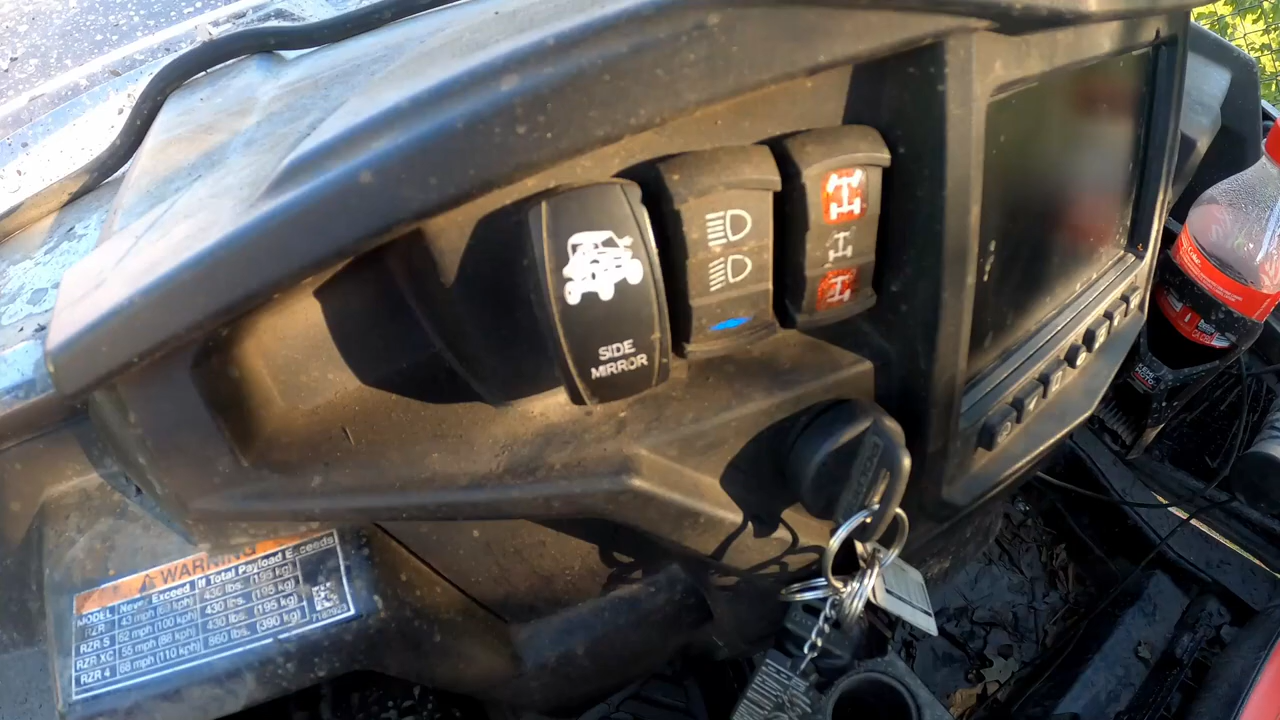 SIDE
MIRROR
WARNING
MODEL Never Exceed If Total Payload Exceeds
RZR 43 mph (69 kph) 430 lbs. (195 kg)
RZR S 62 mph (100 kph) 430 lbs. (195 kg)
RZR XC 55 mph (88 kph) 430 lbs. (195 kg)
RZR 4 68 mph (110 kph) 860 lbs. (390 kg)
7182923